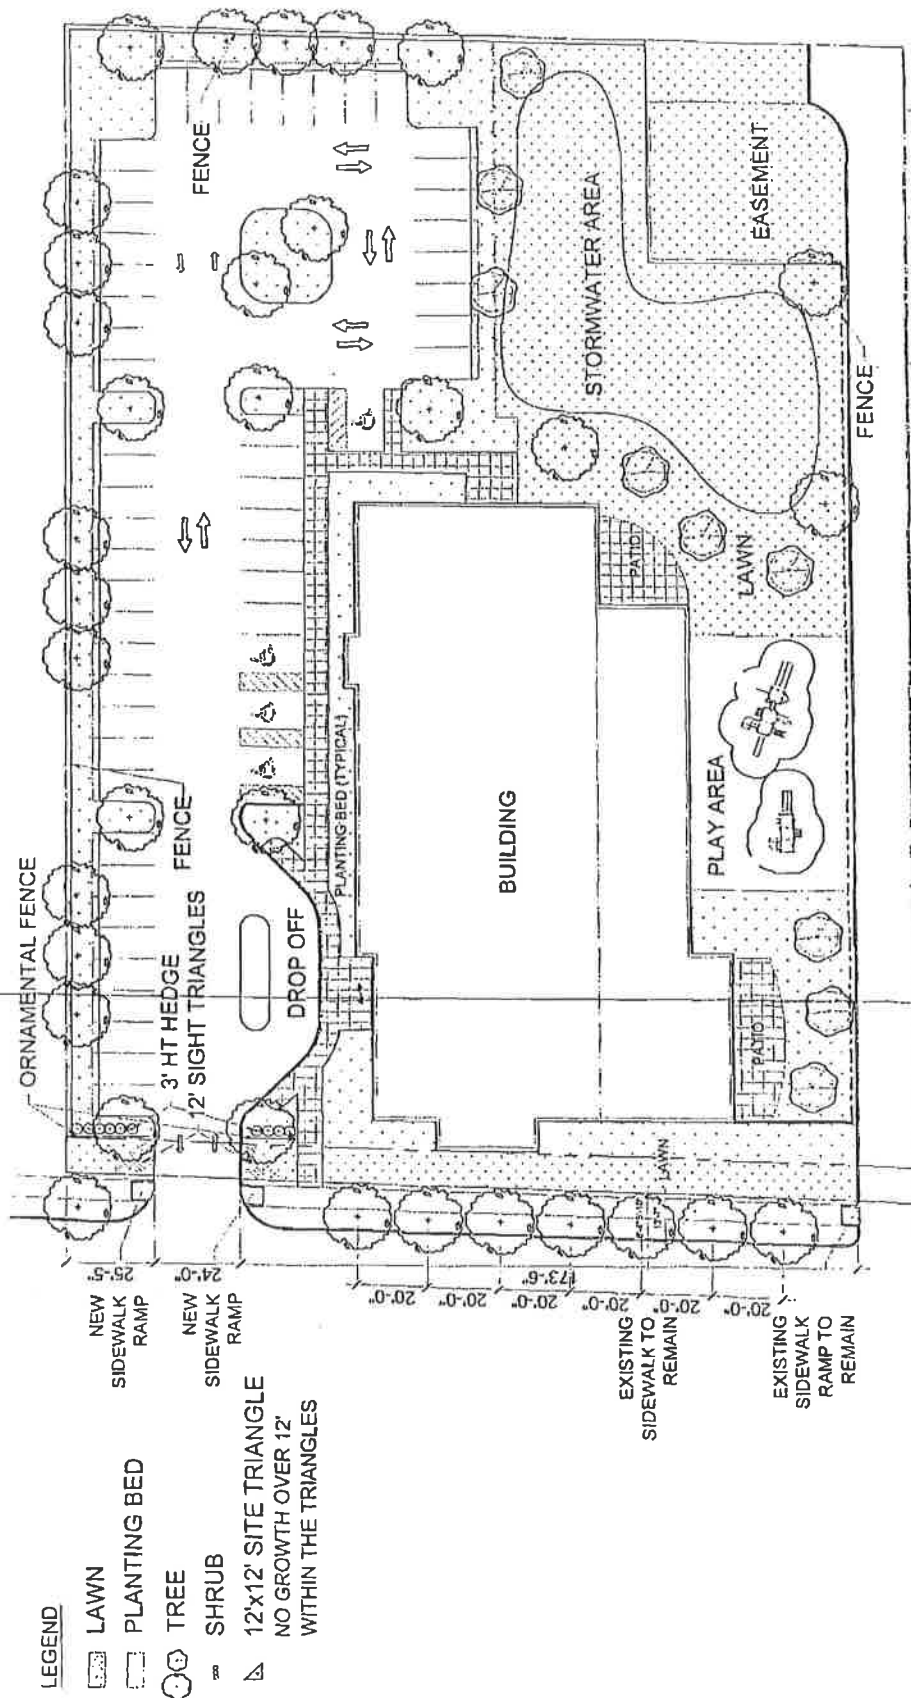 ORNAMENTAL FENCE
3' HT HEDGE
12' SIGHT TRIANGLES
FENCE
FENCE
DROP OFF
PLANTING BED (TYPICAL)
BUILDING
PATIO
PATIO
LAWN
LAWN
PLAY AREA
STORMWATER AREA
EASEMENT
FENCE
25'-5"
24'-0"
173'-6"
20'-0"
20'-0"
20'-0"
20'-0"
20'-0"
20'-0"
NEW
SIDEWALK
RAMP
NEW
SIDEWALK
RAMP
EXISTING
SIDEWALK TO
REMAIN
EXISTING
SIDEWALK
RAMP TO
REMAIN
LEGEND
LAWN
PLANTING BED
TREE
SHRUB
12'x12' SITE TRIANGLE
NO GROWTH OVER 12'
WITHIN THE TRIANGLES